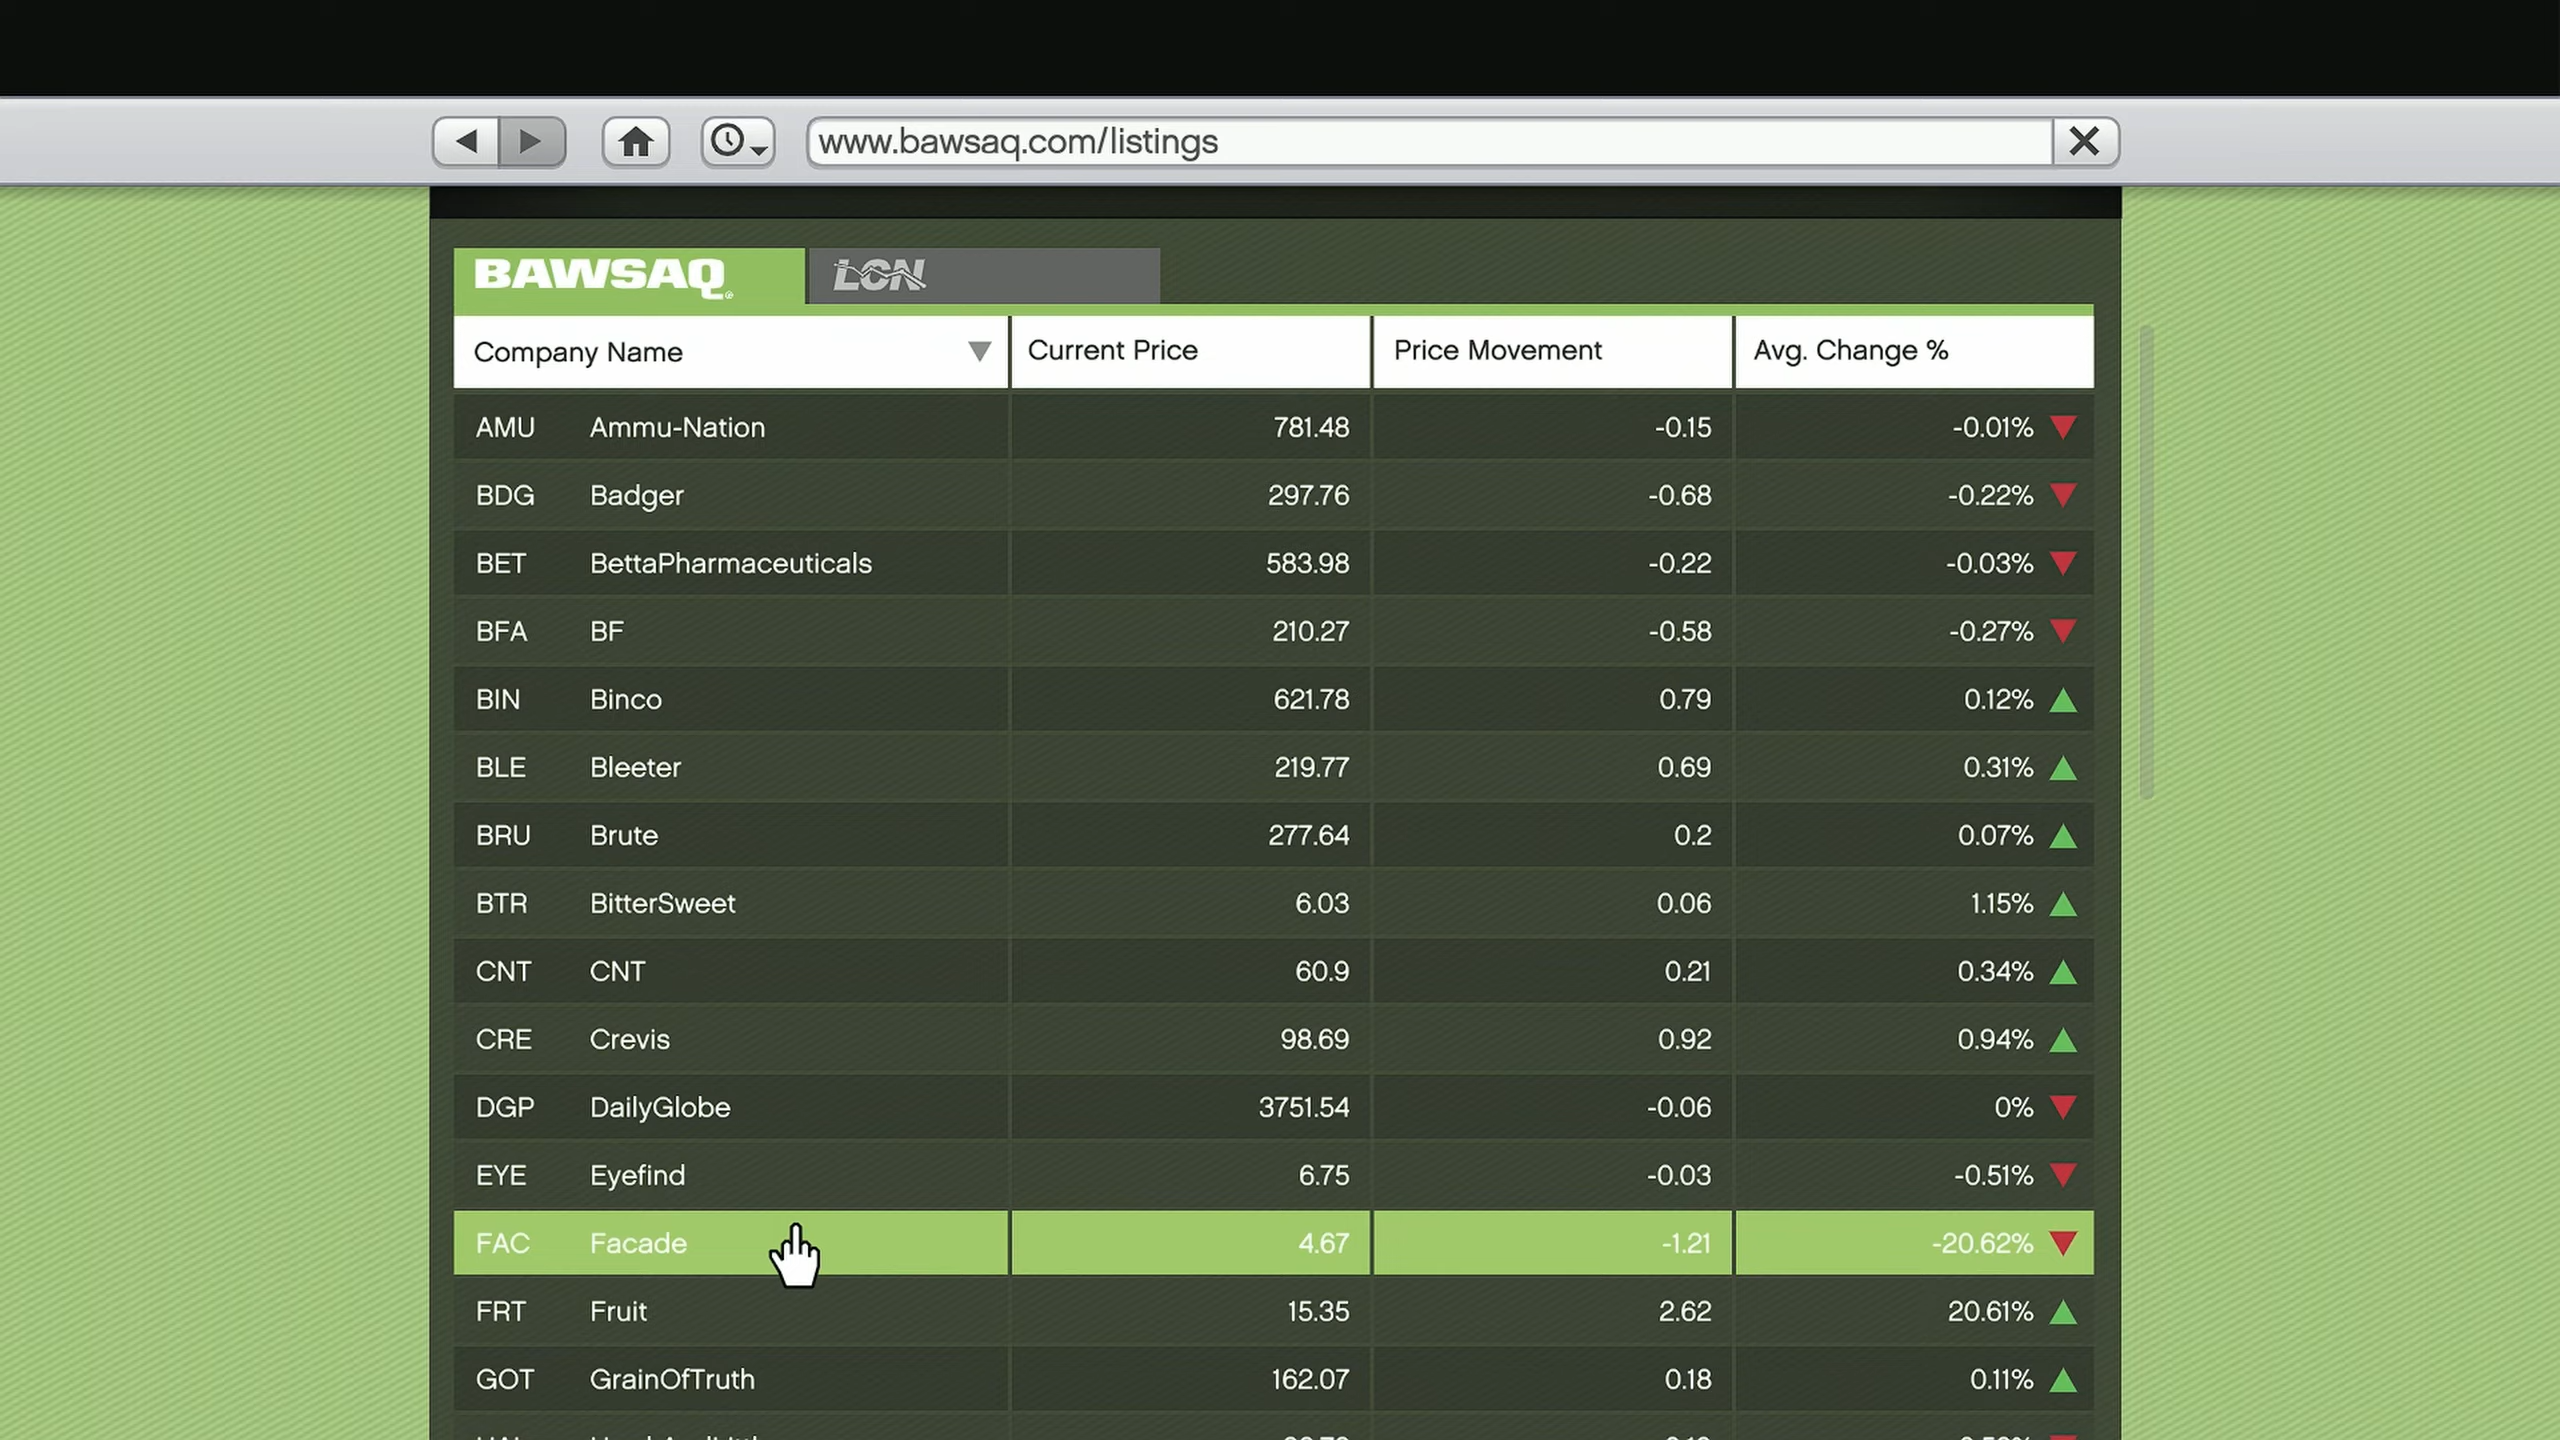 www.bawsaq.com/listings
BAWSAQ LCN
Company Name Current Price Price Movement Avg. Change %
AMU Ammu-Nation 781.48 -0.15 -0.01%
BDG Badger 297.76 -0.68 -0.22%
BET BettaPharmaceuticals 583.98 -0.22 -0.03%
BFA BF 210.27 -0.58 -0.27%
BIN Binco 621.78 0.79 0.12%
BLE Bleeter 219.77 0.69 0.31%
BRU Brute 277.64 0.2 0.07%
BTR BitterSweet 6.03 0.06 1.15%
CNT CNT 60.9 0.21 0.34%
CRE Crevis 98.69 0.92 0.94%
DGP DailyGlobe 3751.54 -0.06 0%
EYE Eyefind 6.75 -0.03 -0.51%
FAC Facade 4.67 -1.21 -20.62%
FRT Fruit 15.35 2.62 20.61%
GOT GrainOfTruth 162.07 0.18 0.11%